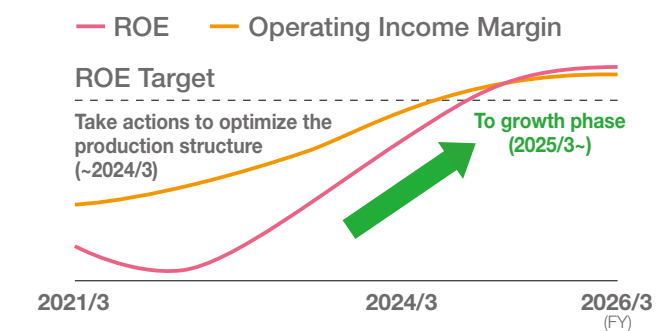 ROE Operating Income Margin
ROE Target
Take actions to optimize the
production structure
(~2024/3)
To growth phase
(2025/3~)
2021/3 2024/3 2026/3
(FY)